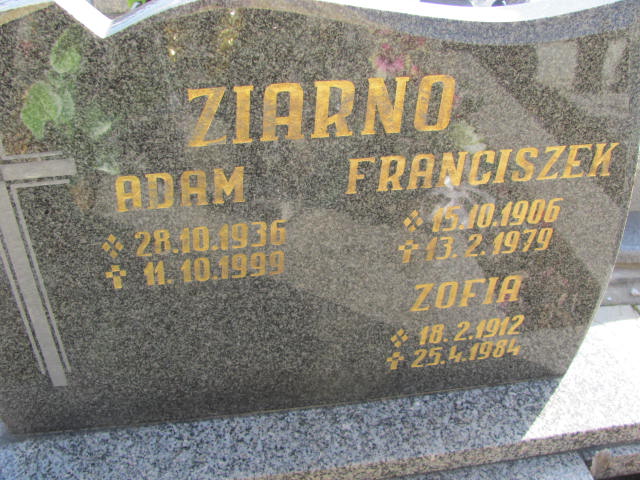 ZIARNO
ADAM
28.10.1936
11.10.1999
FRANCISZEK
15.10.1906
13.2.1979
ZOFIA
18.2.1912
25.4.1984